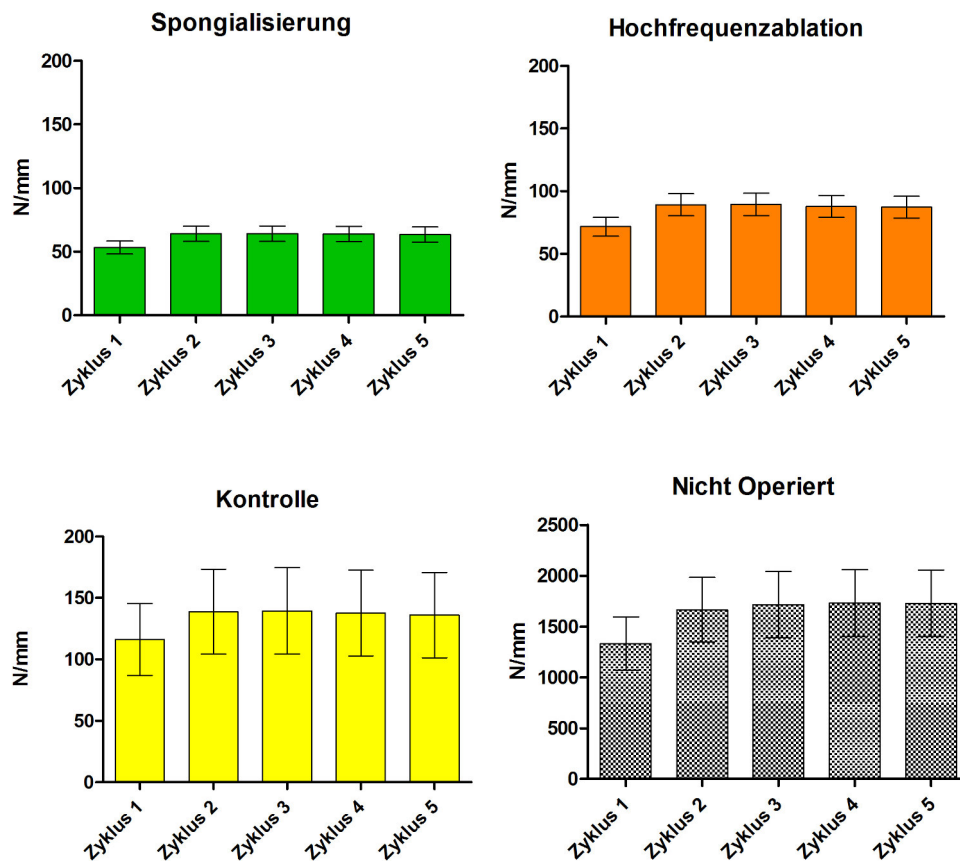 Spongialisierung
200
150
100
50
0
N/mm
Zyklus 1
Zyklus 2
Zyklus 3
Zyklus 4
Zyklus 5
Hochfrequenzablation
200
150
100
50
0
N/mm
Zyklus 1
Zyklus 2
Zyklus 3
Zyklus 4
Zyklus 5
Kontrolle
200
150
100
50
0
N/mm
Zyklus 1
Zyklus 2
Zyklus 3
Zyklus 4
Zyklus 5
Nicht Operiert
2500
2000
1500
1000
500
0
N/mm
Zyklus 1
Zyklus 2
Zyklus 3
Zyklus 4
Zyklus 5